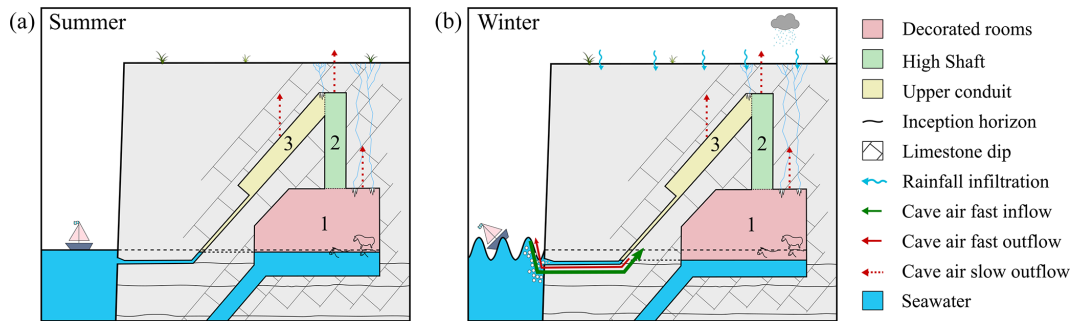 (a) Summer
3
2
1
(b) Winter
3
2
1
Decorated rooms
High Shaft
Upper conduit
Inception horizon
Limestone dip
Rainfall infiltration
Cave air fast inflow
Cave air fast outflow
Cave air slow outflow
Seawater